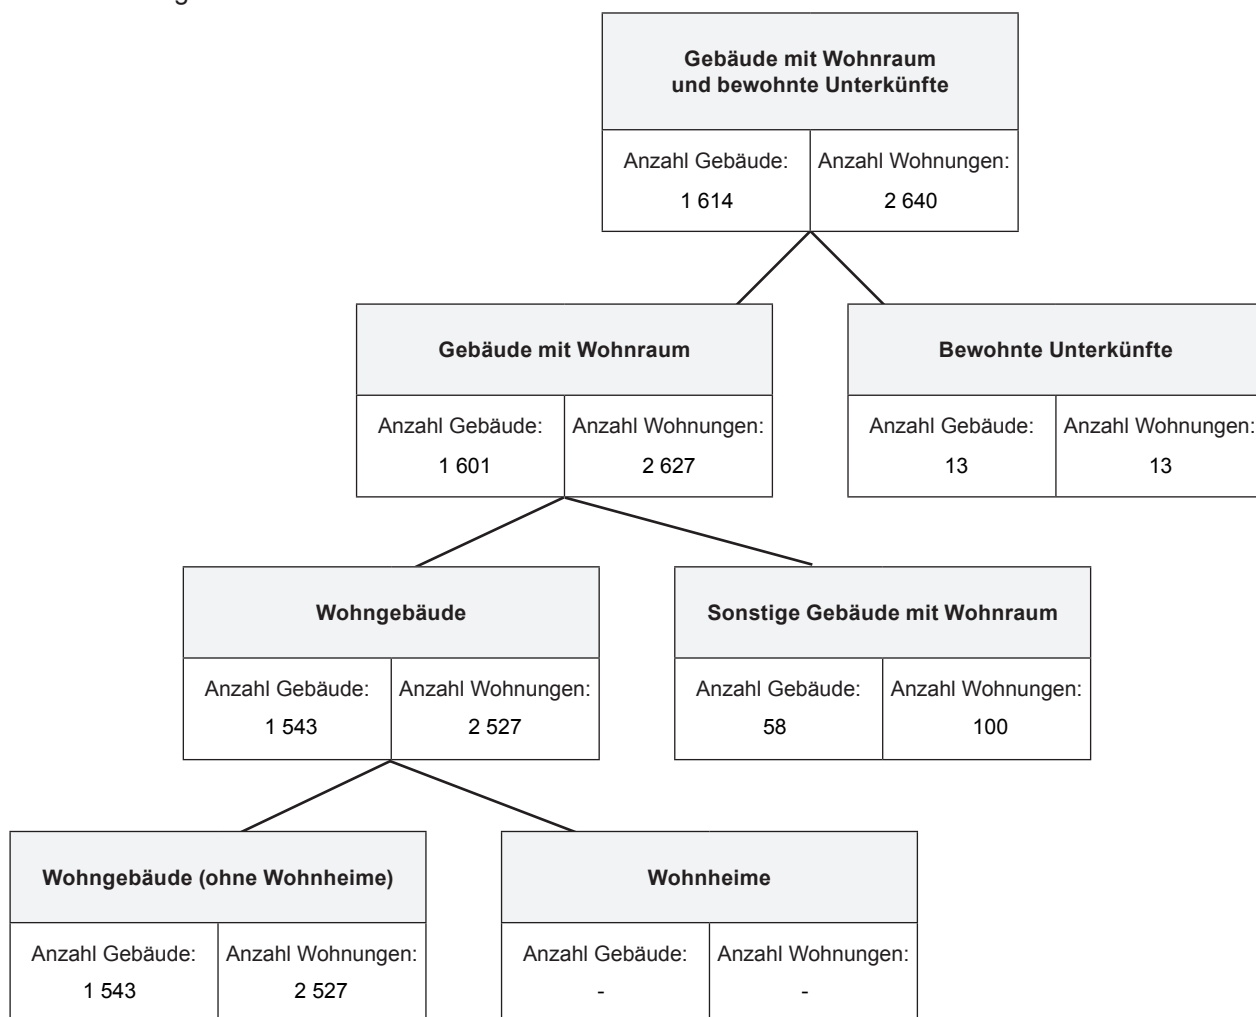 Gebäude mit Wohnraum
und bewohnte Unterkünfte
Anzahl Gebäude: Anzahl Wohnungen:
1 614 2 640
Gebäude mit Wohnraum Bewohnte Unterkünfte
Anzahl Gebäude: Anzahl Wohnungen: Anzahl Gebäude: Anzahl Wohnungen:
1 601 2 627 13 13
Wohngebäude Sonstige Gebäude mit Wohnraum
Anzahl Gebäude: Anzahl Wohnungen: Anzahl Gebäude: Anzahl Wohnungen:
1 543 2 527 58 100
Wohngebäude (ohne Wohnheime) Wohnheime
Anzahl Gebäude: Anzahl Wohnungen: Anzahl Gebäude: Anzahl Wohnungen:
1 543 2 527 - -